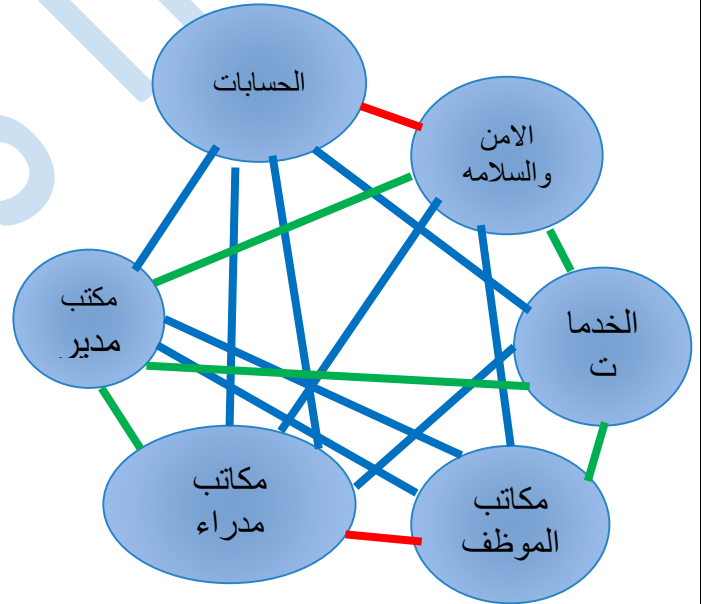 الحسابات
الامن
والسلامه
مكتب
مدير
الخدما
ت
مكاتب
مدراء
مكاتب
الموظف